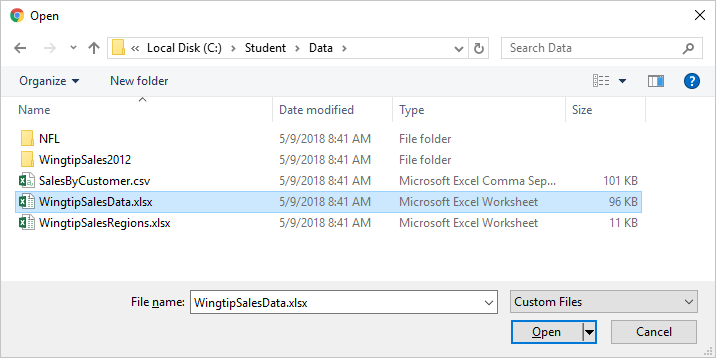 Open
« Local Disk (C:) > Student > Data > Search Data
Organize New folder ?
Name Date modified Type Size
NFL 5/9/2018 8:41 AM File folder
WingtipSales2012 5/9/2018 8:41 AM File folder
SalesByCustomer.csv 5/9/2018 8:41 AM Microsoft Excel Comma Sep... 101 KB
WingtipSalesData.xlsx 5/9/2018 8:41 AM Microsoft Excel Worksheet 96 KB
WingtipSalesRegions.xlsx 5/9/2018 8:41 AM Microsoft Excel Worksheet 11 KB
File name: WingtipSalesData.xlsx Custom Files
Open Cancel